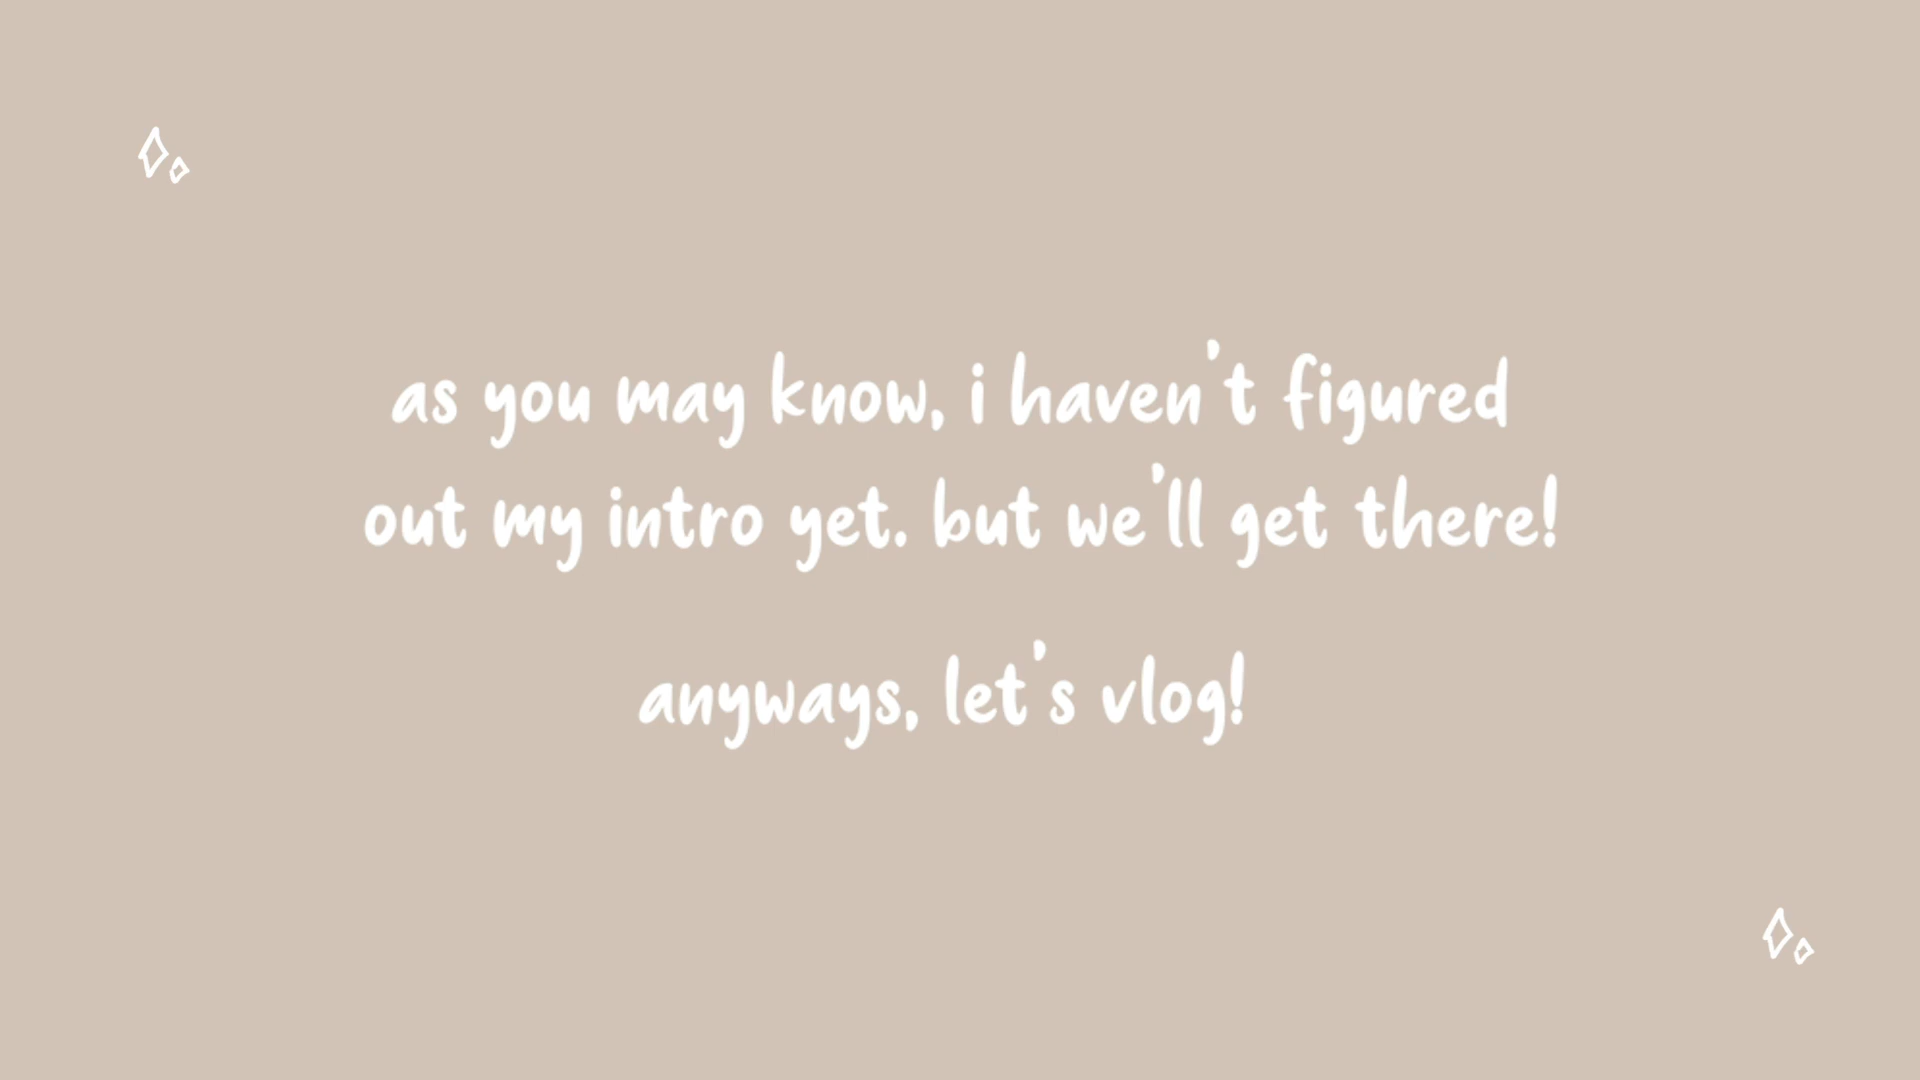 as you may know, i haven't figured
out my intro yet. but we'll get there!
anyways, let's vlog!